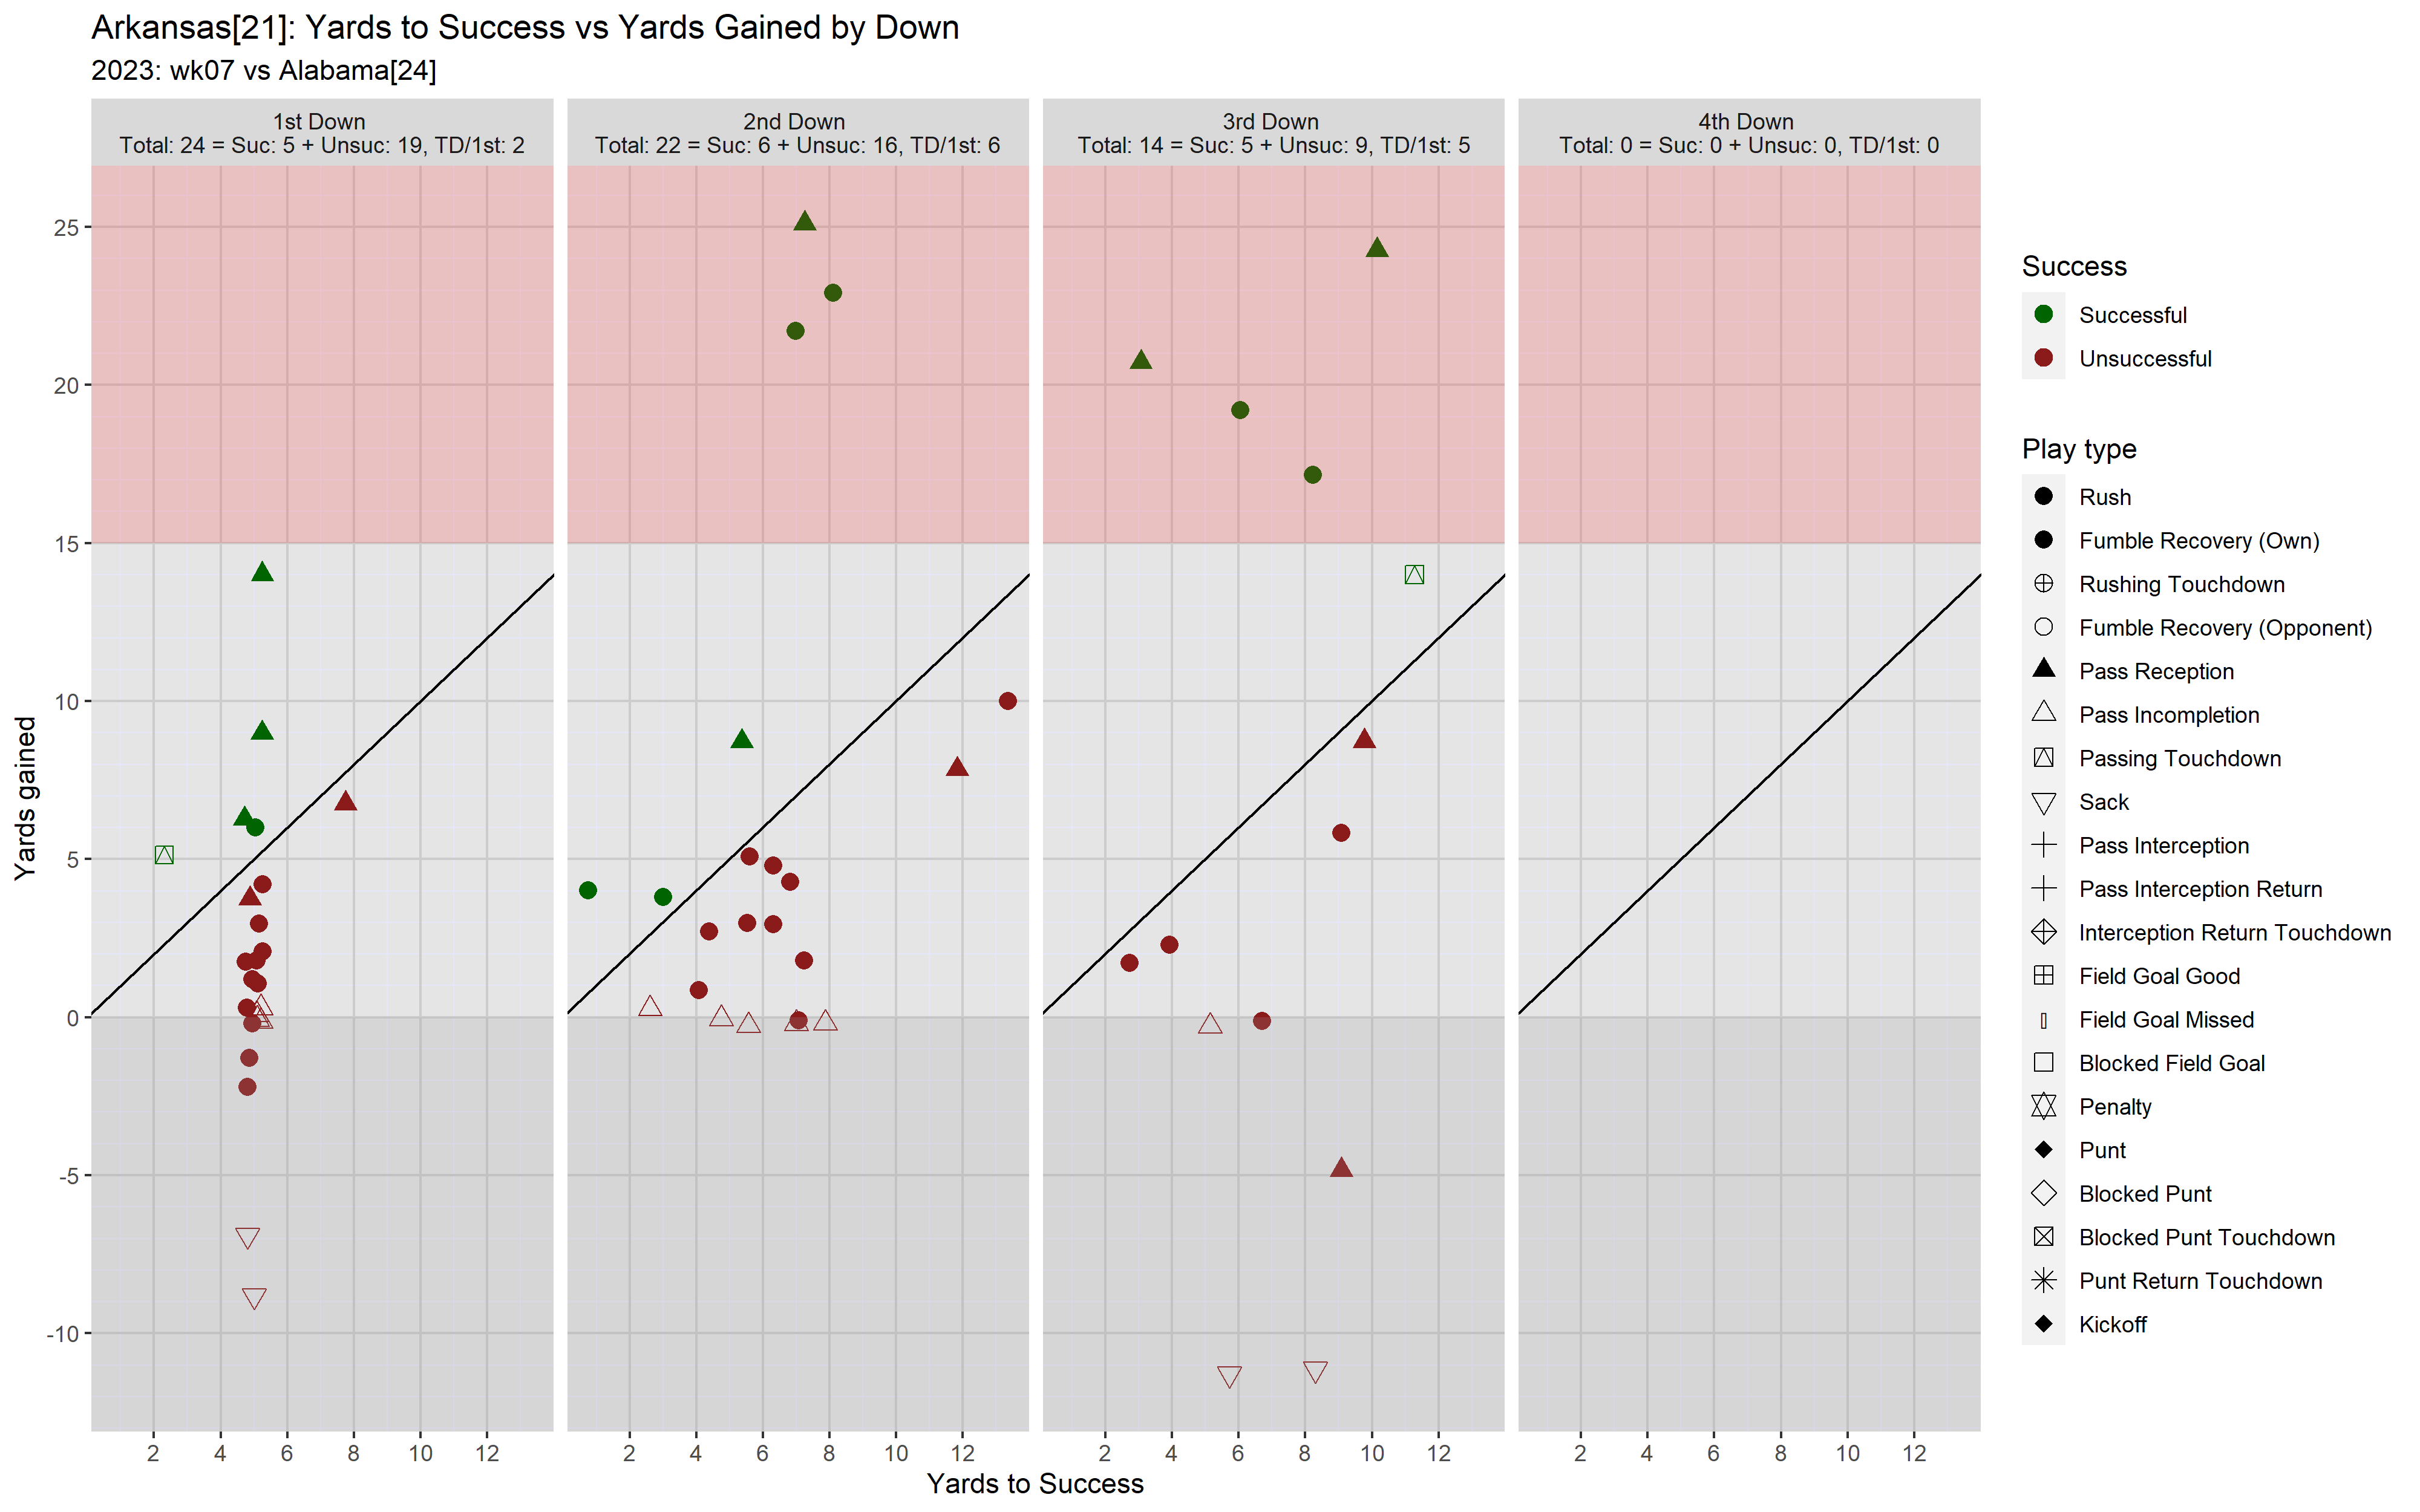 Arkansas[21]: Yards to Success vs Yards Gained by Down
2023: wk07 vs Alabama[24]
1st Down
Total: 24 = Suc: 5 + Unsuc: 19, TD/1st: 2
2nd Down
Total: 22 = Suc: 6 + Unsuc: 16, TD/1st: 6
3rd Down
Total: 14 = Suc: 5 + Unsuc: 9, TD/1st: 5
4th Down
Total: 0 = Suc: 0 + Unsuc: 0, TD/1st: 0
Yards gained
25
20
15
10
5
0
-5
-10
2 4 6 8 10 12
2 4 6 8 10 12
2 4 6 8 10 12
2 4 6 8 10 12
Yards to Success
Success
Successful
Unsuccessful
Play type
Rush
Fumble Recovery (Own)
Rushing Touchdown
Fumble Recovery (Opponent)
Pass Reception
Pass Incompletion
Passing Touchdown
Sack
Pass Interception
Pass Interception Return
Interception Return Touchdown
Field Goal Good
Field Goal Missed
Blocked Field Goal
Penalty
Punt
Blocked Punt
Blocked Punt Touchdown
Punt Return Touchdown
Kickoff